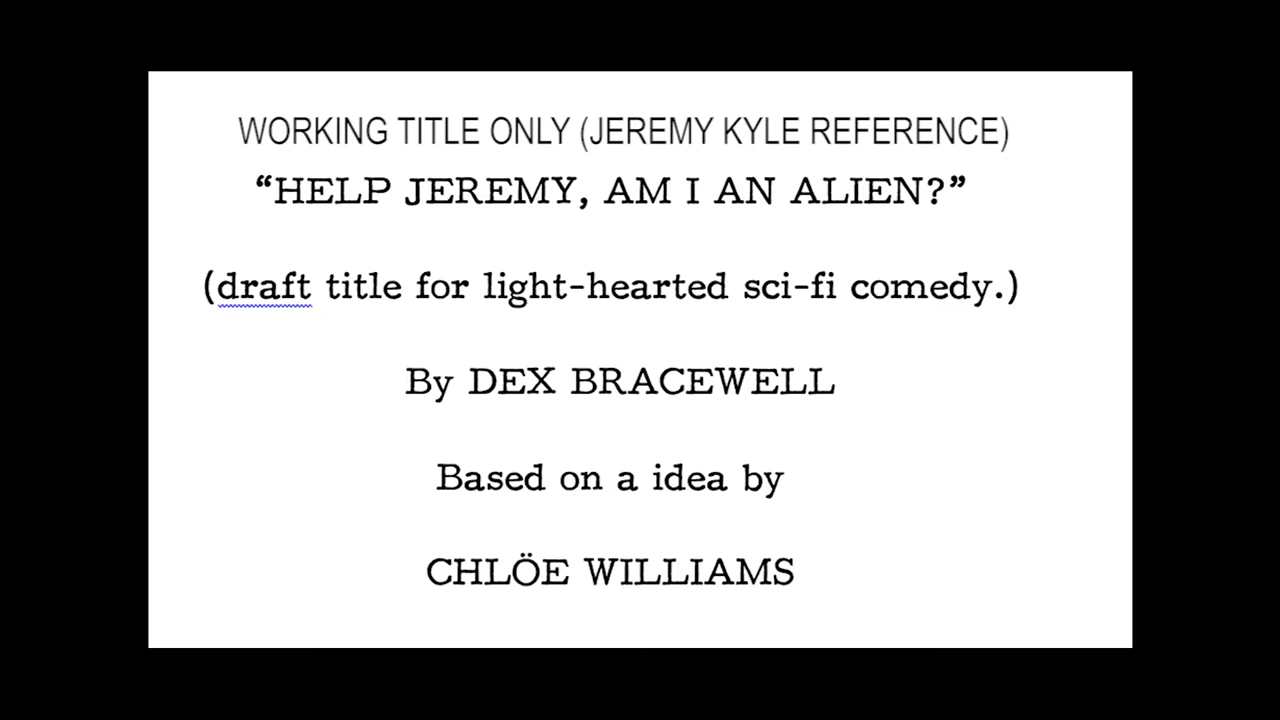 WORKING TITLE ONLY (JEREMY KYLE REFERENCE)
“HELP JEREMY, AM I AN ALIEN?”
(draft title for light-hearted sci-fi comedy.)
By DEX BRACEWELL
Based on a idea by
CHLÖE WILLIAMS